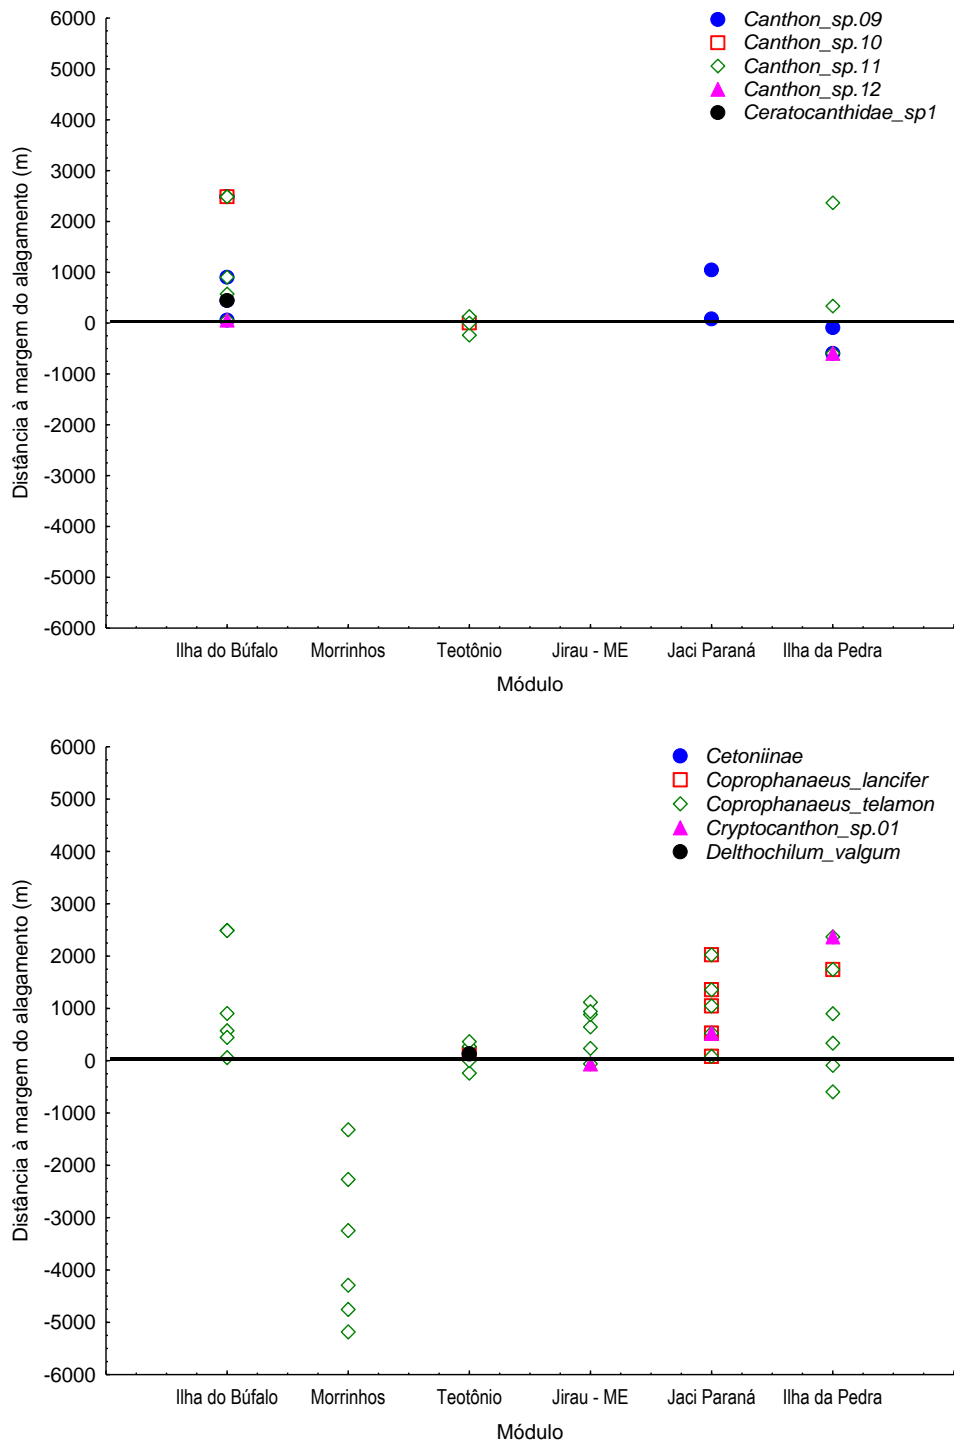 6000
5000
4000
3000
2000
1000
0
-1000
-2000
-3000
-4000
-5000
-6000
Distância à margem do alagamento (m)
Canthon_sp.09
Canthon_sp.10
Canthon_sp.11
Canthon_sp.12
Ceratocanthidae_sp1
Ilha do Búfalo Morrinhos Teotônio Jirau - ME Jaci Paraná Ilha da Pedra
Módulo
6000
5000
4000
3000
2000
1000
0
-1000
-2000
-3000
-4000
-5000
-6000
Distância à margem do alagamento (m)
Cetoniinae
Coprophanaeus_lancifer
Coprophanaeus_telamon
Cryptocanthon_sp.01
Delthochilum_valgum
Ilha do Búfalo Morrinhos Teotônio Jirau - ME Jaci Paraná Ilha da Pedra
Módulo